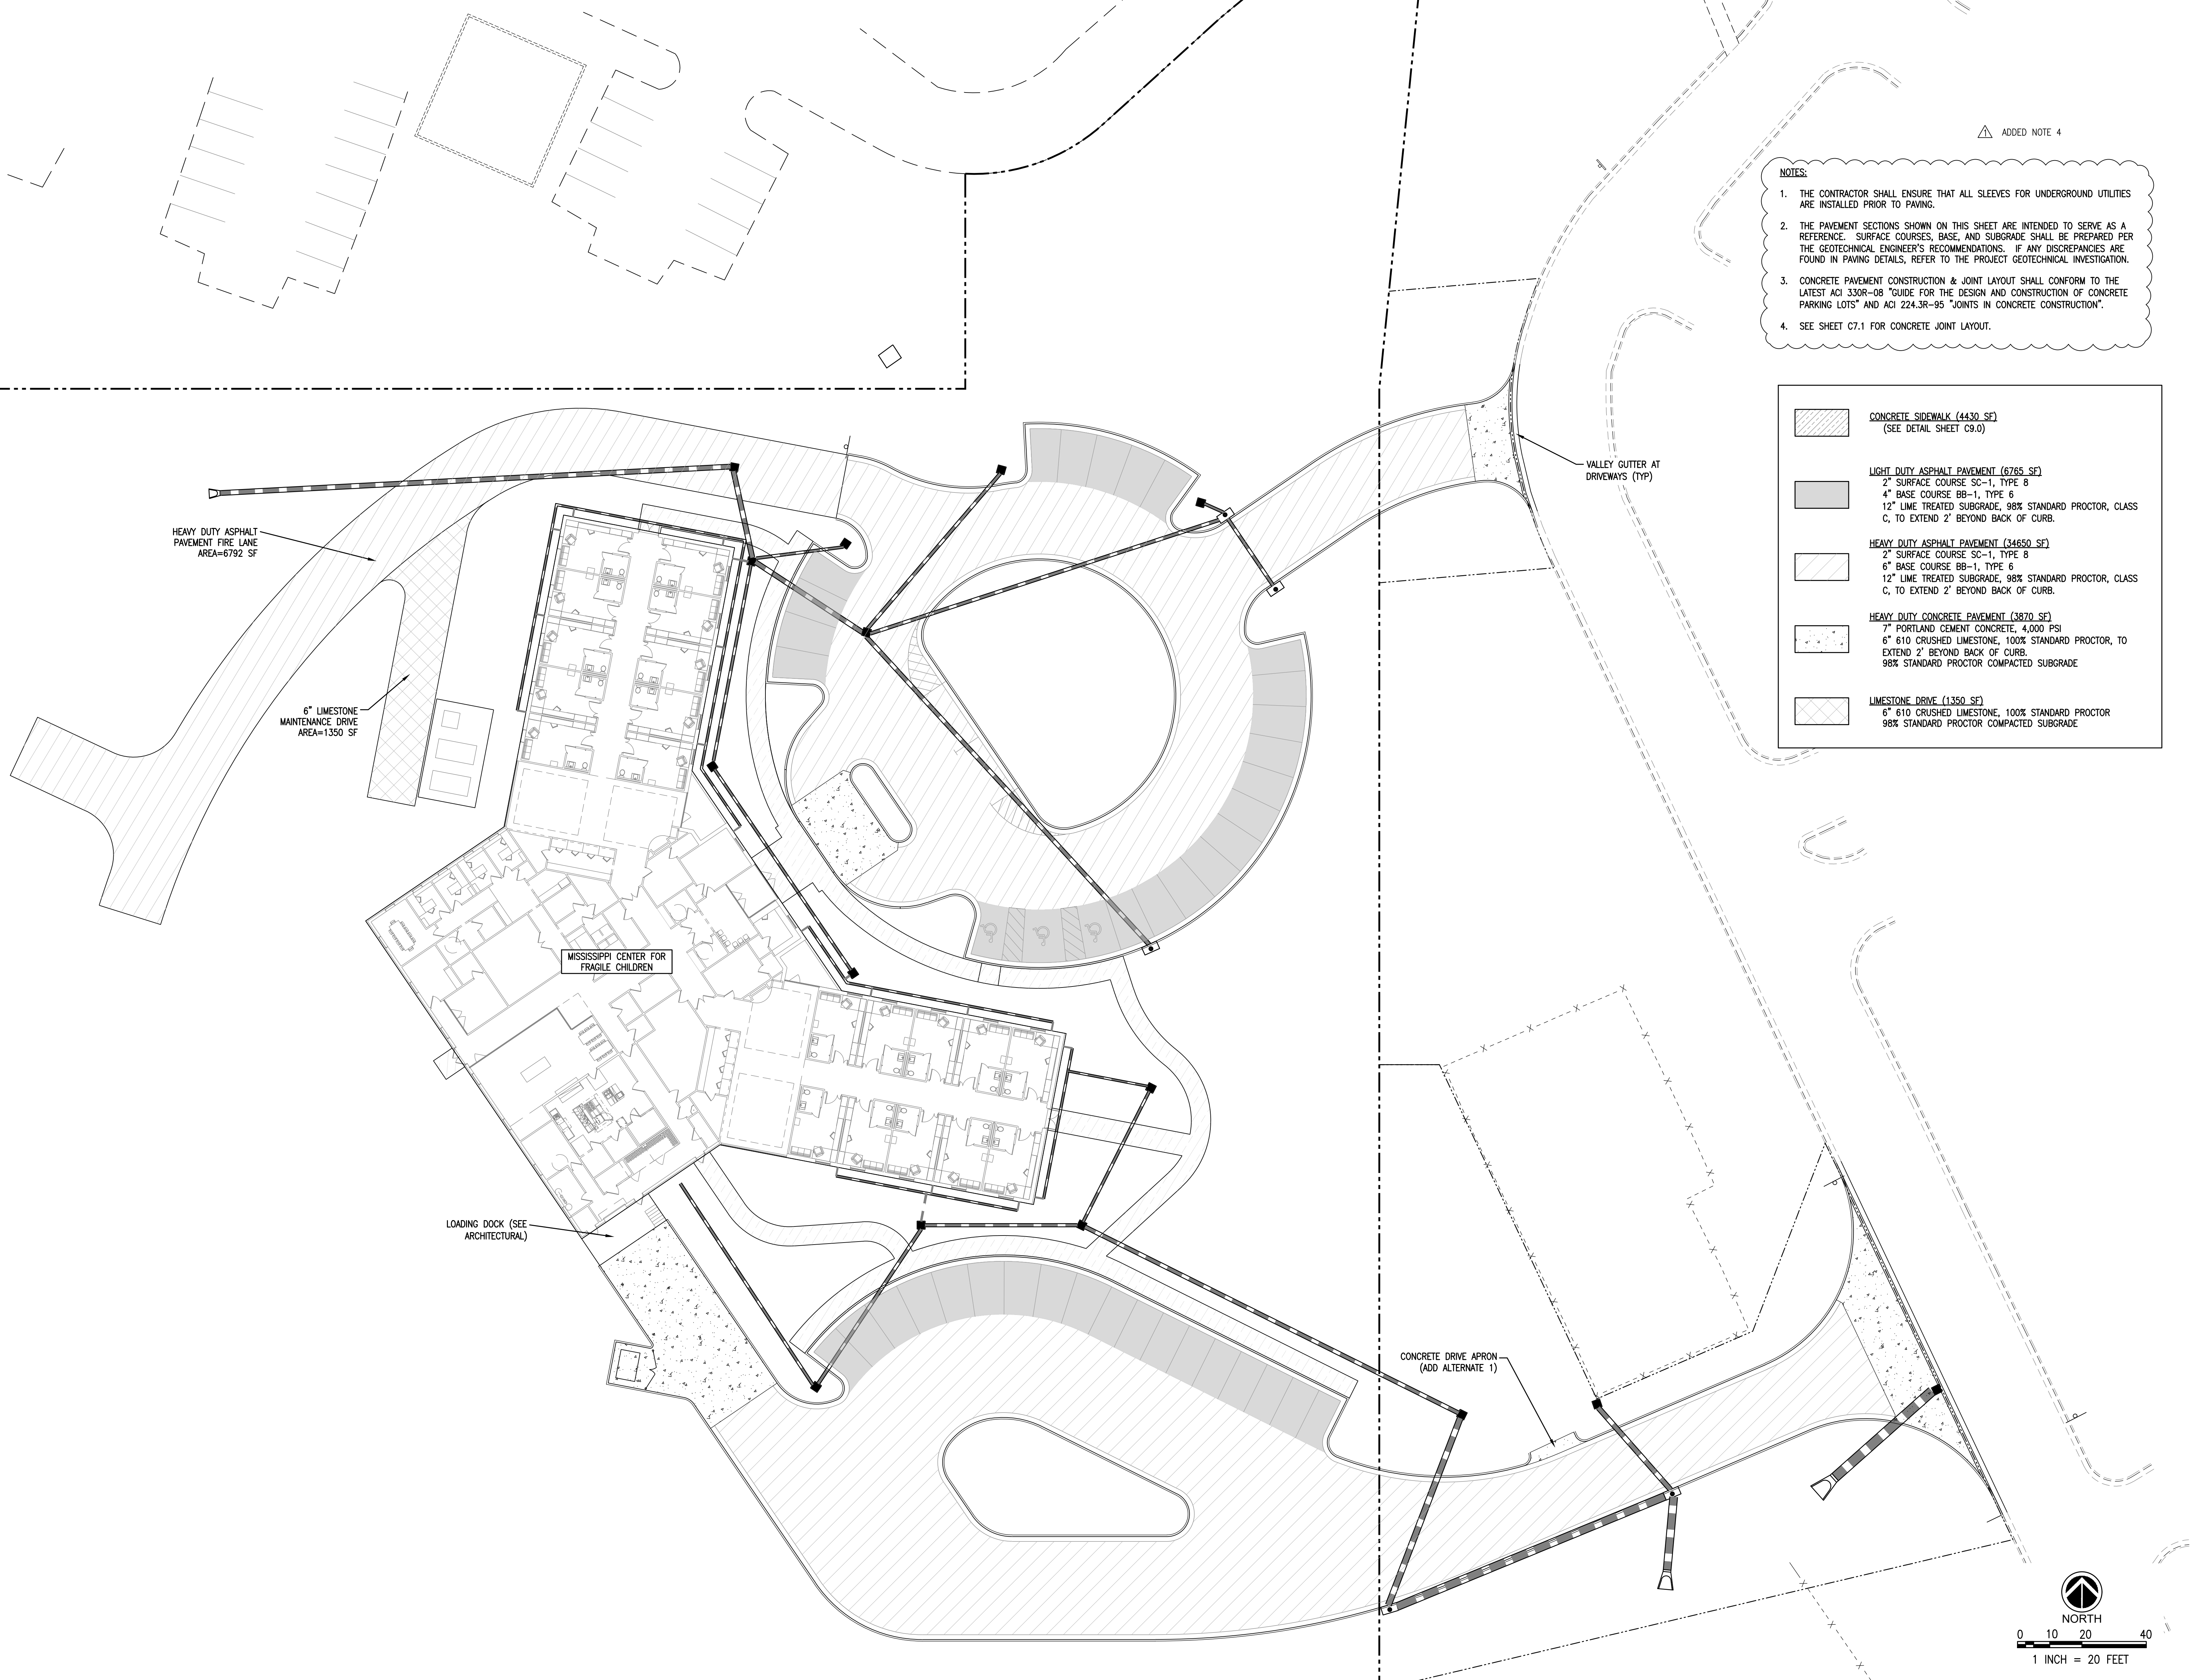 1 ADDED NOTE 4
NOTES:
1. THE CONTRACTOR SHALL ENSURE THAT ALL SLEEVES FOR UNDERGROUND UTILITIES
ARE INSTALLED PRIOR TO PAVING.
2. THE PAVEMENT SECTIONS SHOWN ON THIS SHEET ARE INTENDED TO SERVE AS A
REFERENCE. SURFACE COURSES, BASE, AND SUBGRADE SHALL BE PREPARED PER
THE GEOTECHNICAL ENGINEER'S RECOMMENDATIONS. IF ANY DISCREPANCIES ARE
FOUND IN PAVING DETAILS, REFER TO THE PROJECT GEOTECHNICAL INVESTIGATION.
3. CONCRETE PAVEMENT CONSTRUCTION & JOINT LAYOUT SHALL CONFORM TO THE
LATEST ACI 330R-08 "GUIDE FOR THE DESIGN AND CONSTRUCTION OF CONCRETE
PARKING LOTS" AND ACI 224.3R-95 "JOINTS IN CONCRETE CONSTRUCTION".
4. SEE SHEET C7.1 FOR CONCRETE JOINT LAYOUT.
CONCRETE SIDEWALK (4430 SF)
(SEE DETAIL SHEET C9.0)
LIGHT DUTY ASPHALT PAVEMENT (6765 SF)
2" SURFACE COURSE SC-1, TYPE 8
4" BASE COURSE BB-1, TYPE 6
12" LIME TREATED SUBGRADE, 98% STANDARD PROCTOR, CLASS
C, TO EXTEND 2' BEYOND BACK OF CURB.
HEAVY DUTY ASPHALT PAVEMENT (34650 SF)
2" SURFACE COURSE SC-1, TYPE 8
6" BASE COURSE BB-1, TYPE 6
12" LIME TREATED SUBGRADE, 98% STANDARD PROCTOR, CLASS
C, TO EXTEND 2' BEYOND BACK OF CURB.
HEAVY DUTY CONCRETE PAVEMENT (3870 SF)
7" PORTLAND CEMENT CONCRETE, 4,000 PSI
6" 610 CRUSHED LIMESTONE, 100% STANDARD PROCTOR, TO
EXTEND 2' BEYOND BACK OF CURB.
98% STANDARD PROCTOR COMPACTED SUBGRADE
LIMESTONE DRIVE (1350 SF)
6" 610 CRUSHED LIMESTONE, 100% STANDARD PROCTOR
98% STANDARD PROCTOR COMPACTED SUBGRADE
VALLEY GUTTER AT
DRIVEWAYS (TYP)
HEAVY DUTY ASPHALT
PAVEMENT FIRE LANE
AREA=6792 SF
6" LIMESTONE
MAINTENANCE DRIVE
AREA=1350 SF
MISSISSIPPI CENTER FOR
FRAGILE CHILDREN
LOADING DOCK (SEE
ARCHITECTURAL)
CONCRETE DRIVE APRON
(ADD ALTERNATE 1)
NORTH
0 10 20 40
1 INCH = 20 FEET